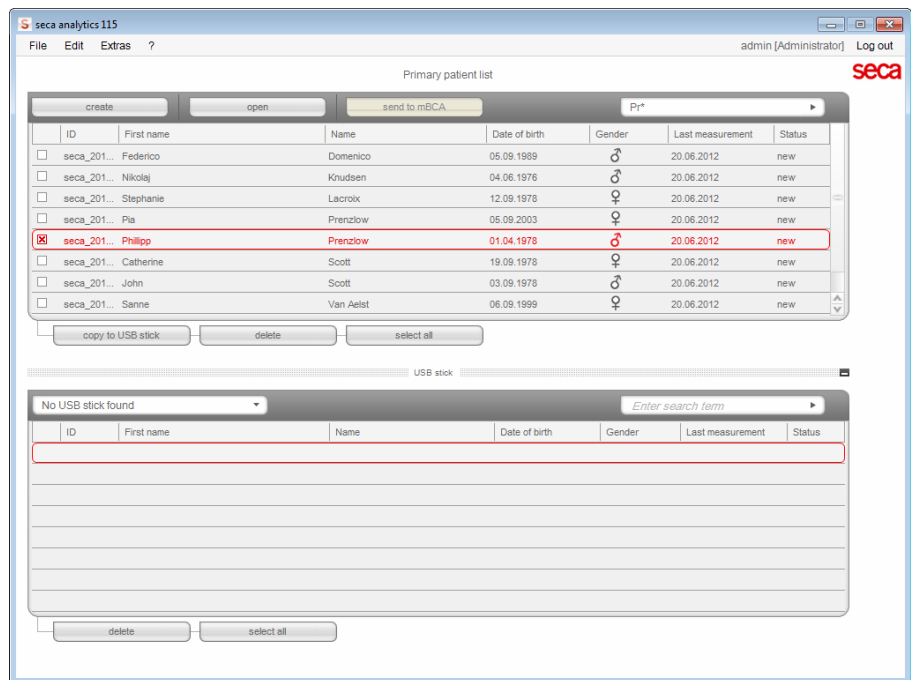 seca analytics 115
File Edit Extras ? admin [Administrator] Log out
seca
Primary patient list
create open send to mBCA Pr*
ID First name Name Date of birth Gender Last measurement Status
seca_201... Federico Domenico 05.09.1989 ♂ 20.06.2012 new
seca_201... Nikolaj Knudsen 04.06.1976 ♂ 20.06.2012 new
seca_201... Stephanie Lacroix 12.09.1978 ♀ 20.06.2012 new
seca_201... Pia Prenzlow 05.09.2003 ♀ 20.06.2012 new
seca_201... Philipp Prenzlow 01.04.1978 ♂ 20.06.2012 new
seca_201... Catherine Scott 19.09.1978 ♀ 20.06.2012 new
seca_201... John Scott 03.09.1978 ♂ 20.06.2012 new
seca_201... Sanne Van Aelst 06.09.1999 ♀ 20.06.2012 new
copy to USB stick delete select all
USB stick
No USB stick found Enter search term
ID First name Name Date of birth Gender Last measurement Status
delete select all